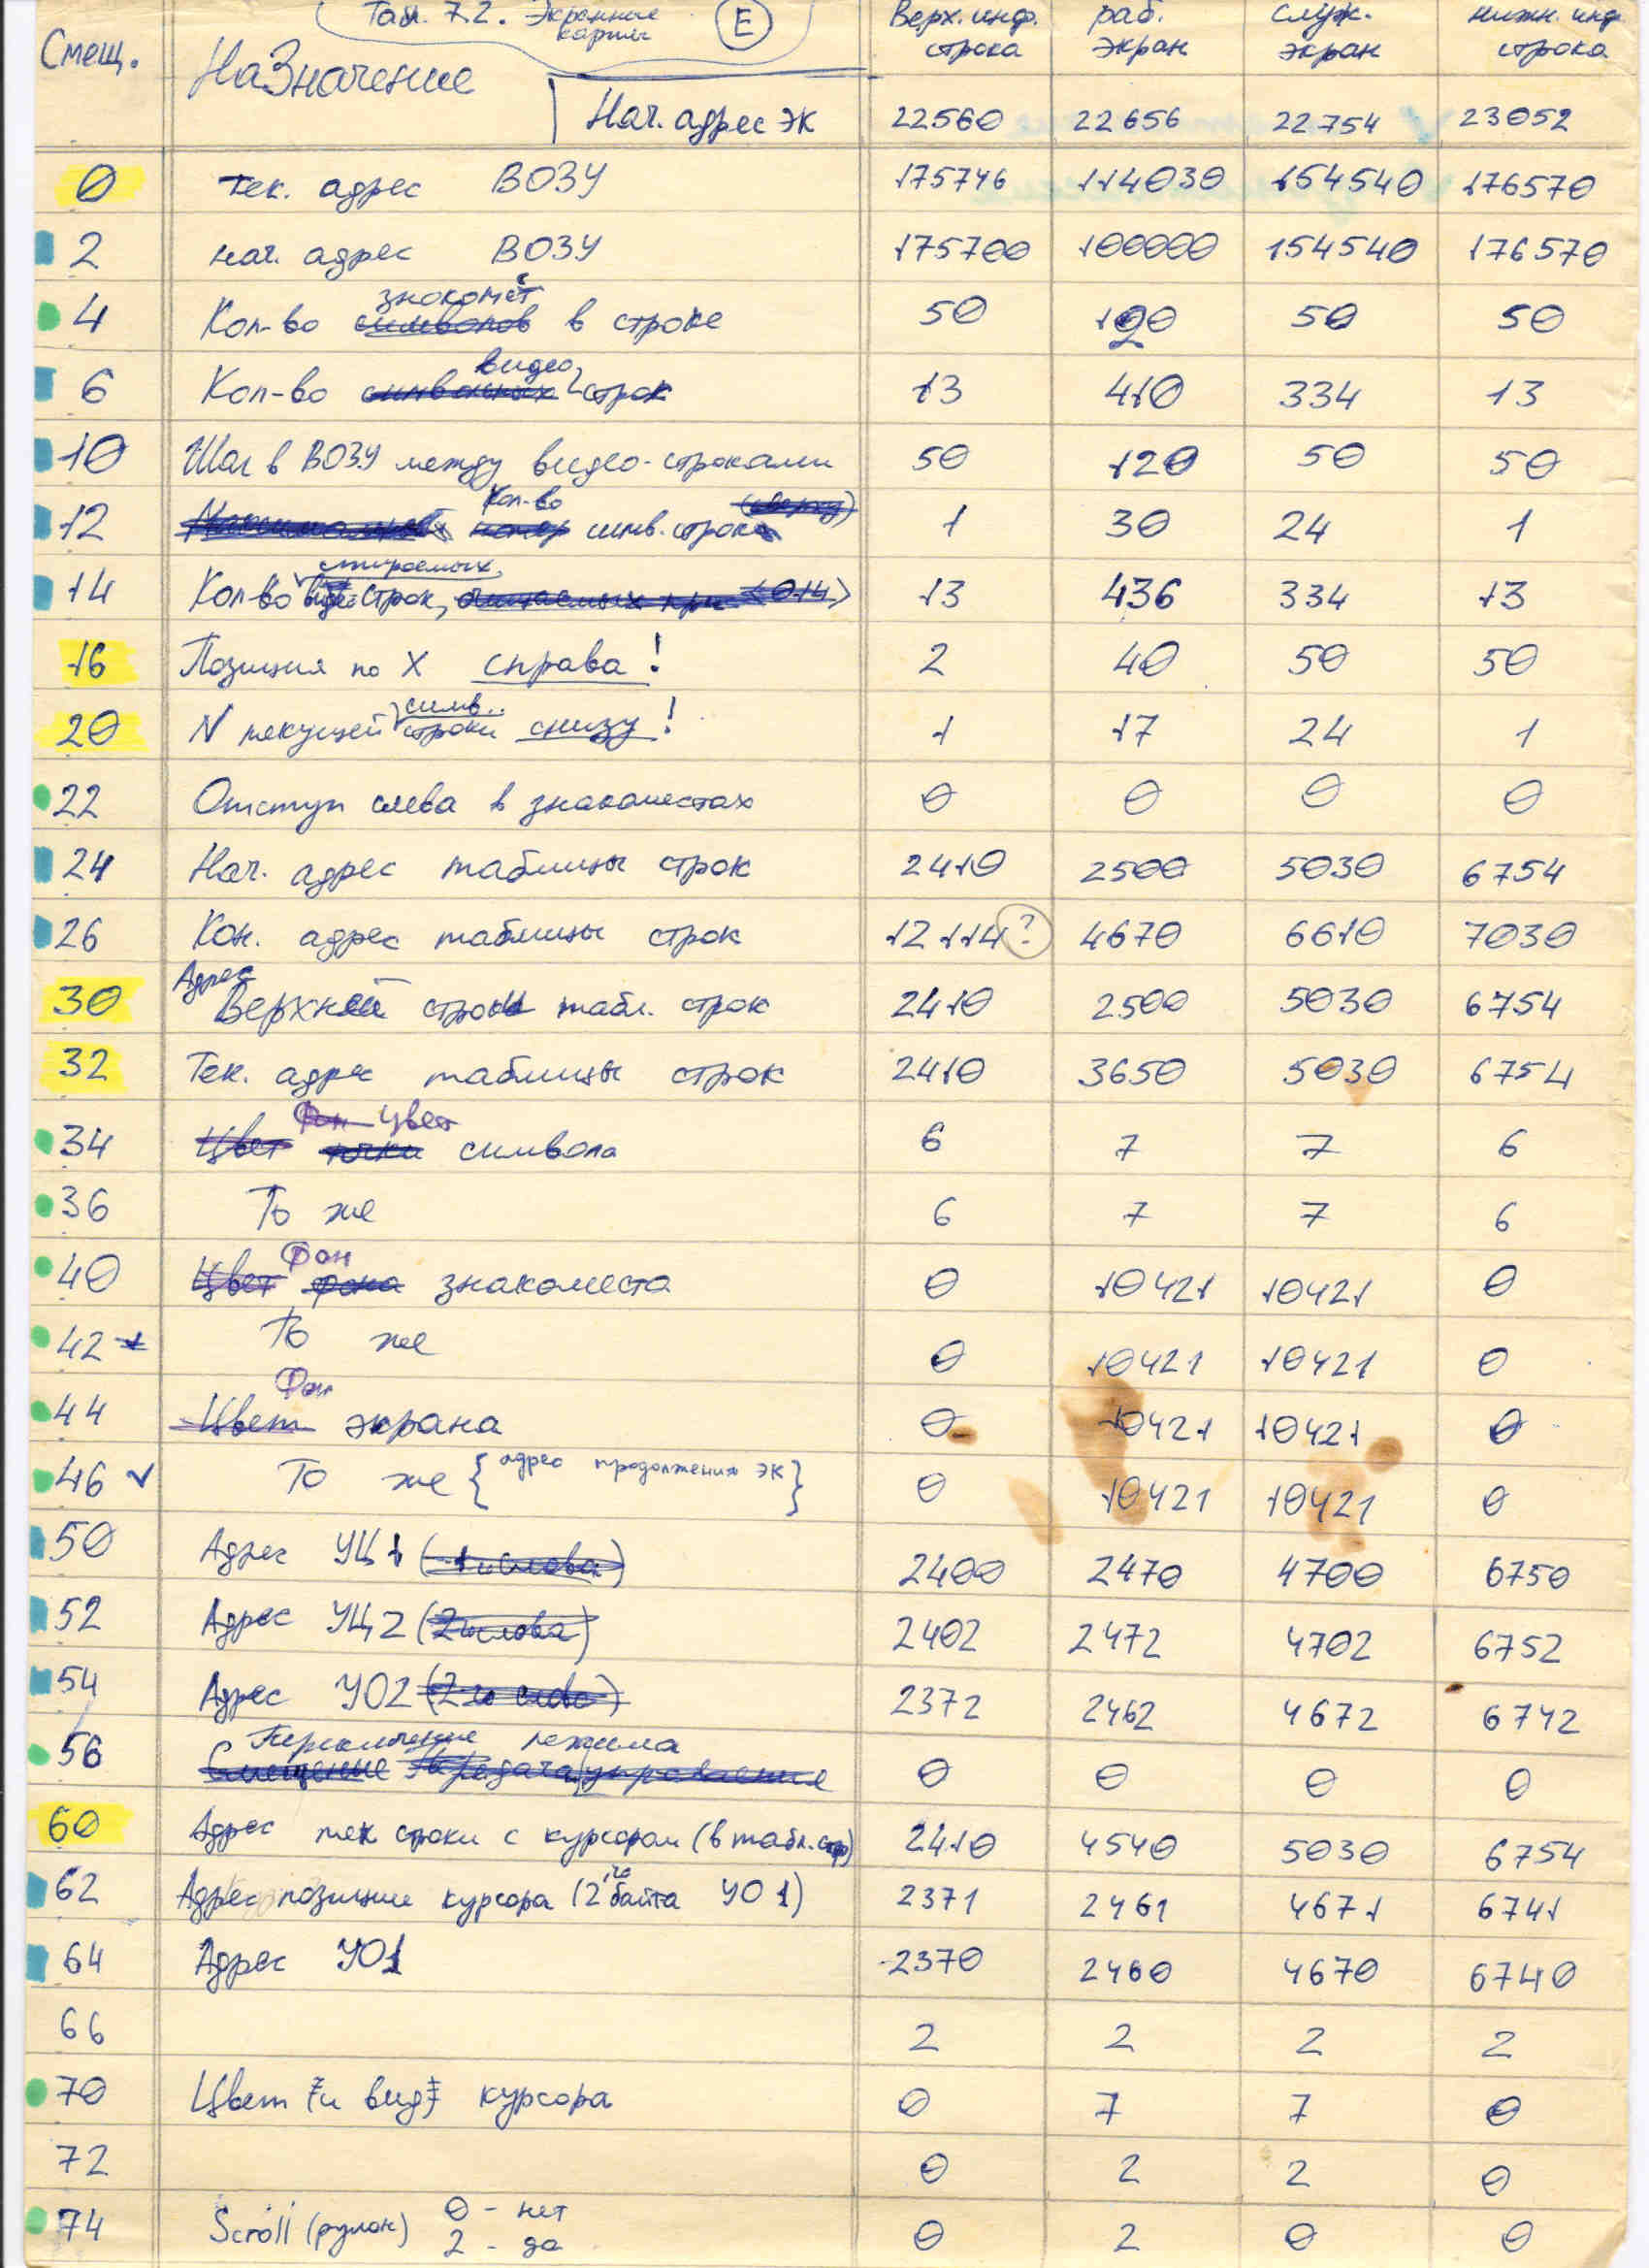 Табл. 7.2. Экранные карты Е
Смещ. Назначение Верх. инф. строка раб. экран служ. экран нижн. инф. строка
Нач. адрес ЭК 22560 22656 22754 23052
0 тек. адрес ВОЗУ 175746 114030 154540 176570
2 нач. адрес ВОЗУ 175700 100000 154540 176570
4 Кол-во символов знакомест в строке 50 120 50 50
6 Кол-во символьных видео строк 13 410 334 13
10 Шаг в ВОЗУ между видео-строками 50 120 50 50
12 кол-во симв. строк (сверху) 1 30 24 1
14 Кол-во стираемых видео строк, <014> 13 436 334 13
16 Позиция по X справа! 2 40 50 50
20 N текущей симв. строки снизу! 1 17 24 1
22 Отступ слева в знакоместах 0 0 0 0
24 Нач. адрес таблицы строк 2410 2500 5030 6754
26 Кон. адрес таблицы строк 12114? 4670 6610 7030
30 Адрес Верхней строки табл. строк 2410 2500 5030 6754
32 Тек. адрес таблицы строк 2410 3650 5030 6754
34 Цвет точки Фон Цвет символа 6 7 7 6
36 То же 6 7 7 6
40 Цвет фона Фон знакоместа 0 10421 10421 0
42 То же 0 10421 10421 0
44 Цвет Фон экрана 0 10421 10421 0
46 То же {адрес продолжения ЭК} 0 10421 10421 0
50 Адрес УЦ1 2400 2470 4700 6750
52 Адрес УЦ2 2402 2472 4702 6752
54 Адрес УО2 2372 2462 4672 6742
56 Переключение режима 0 0 0 0
60 Адрес тек строки с курсором (в табл. стр) 2410 4540 5030 6754
62 Адрес позиции курсора (2го байта УО1) 2371 2461 4671 6741
64 Адрес УО1 2370 2460 4670 6740
66 2 2 2 2
70 Цвет и вид курсора 0 7 7 0
72 0 2 2 0
74 Scroll (рулон) 0 - нет 0 2 0 0
2 - да